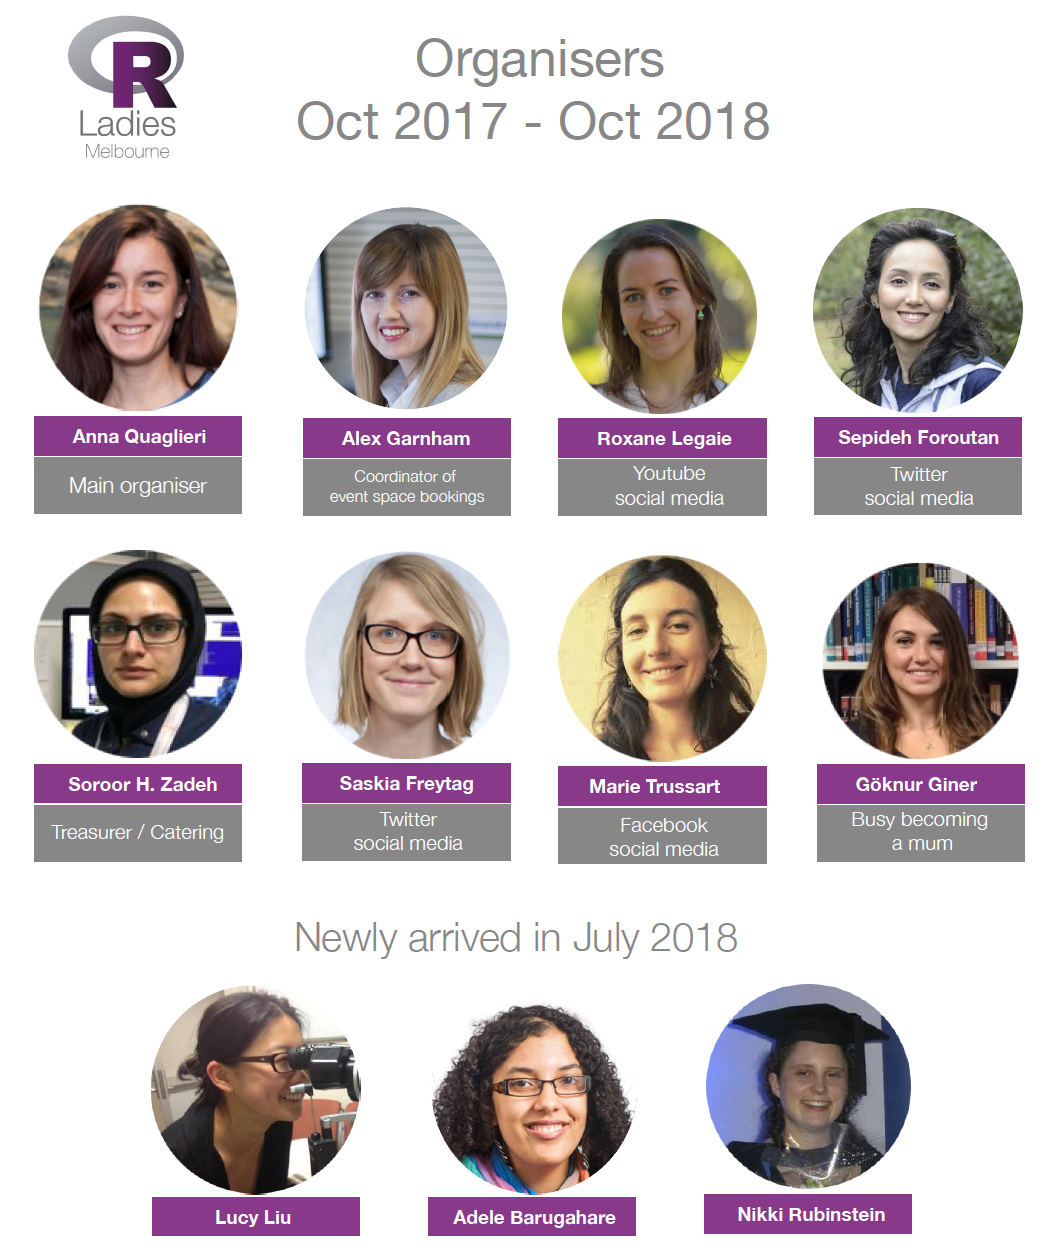 R
Ladies
Melbourne
Organisers
Oct 2017 - Oct 2018
Anna Quaglieri
Main organiser
Alex Garnham
Coordinator of
event space bookings
Roxane Legaie
Youtube
social media
Sepideh Foroutan
Twitter
social media
Soroor H. Zadeh
Treasurer / Catering
Saskia Freytag
Twitter
social media
Marie Trussart
Facebook
social media
Göknur Giner
Busy becoming
a mum
Newly arrived in July 2018
Lucy Liu
Adele Barugahare
Nikki Rubinstein